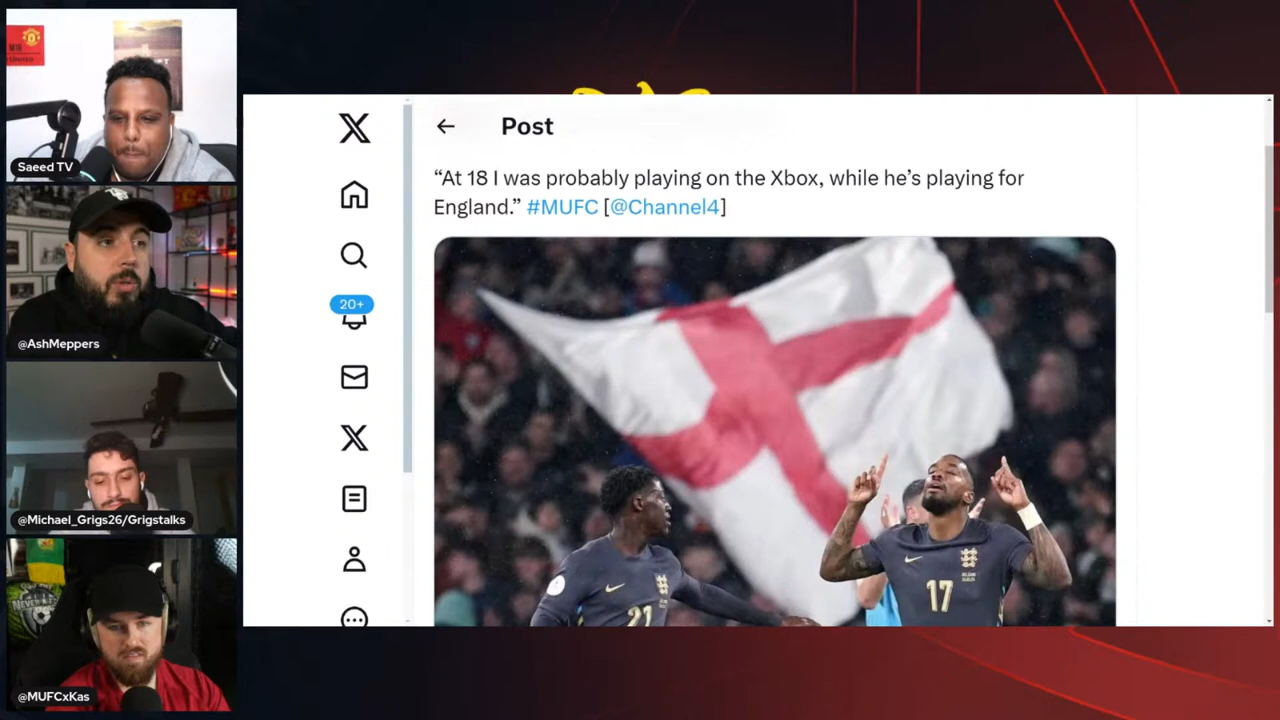 Saeed TV
@AshMeppers
@Michael_Grigs26/Grigstalks
@MUFCxKas
20+
Post
“At 18 I was probably playing on the Xbox, while he’s playing for
England.” #MUFC [@Channel4]
21
17